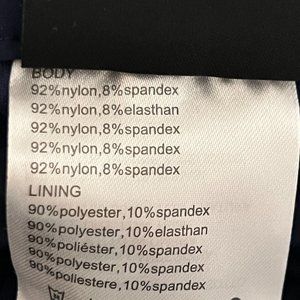 BODY
92%nylon,8%spandex
92%nylon,8%elasthan
92%nylon,8%spandex
92%nylon,8%spandex
92%nylon,8%spandex
LINING
90%polyester,10%spandex
90%polyester,10%elasthan
90%poliéster,10%spandex
90%polyester,10%spandex
90%poliestere,10%spandex